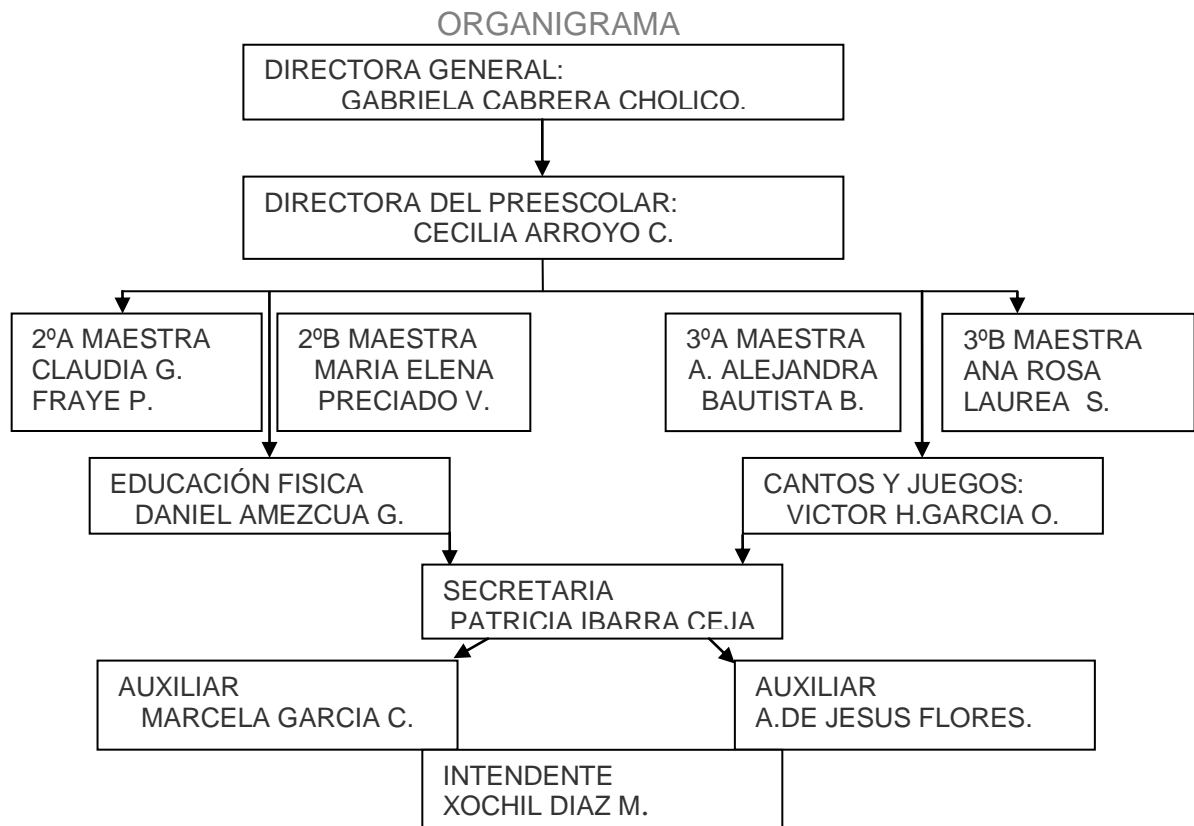 ORGANIGRAMA
DIRECTORA GENERAL:
GABRIELA CABRERA CHOLICO.
DIRECTORA DEL PREESCOLAR:
CECILIA ARROYO C.
2ºA MAESTRA
CLAUDIA G.
FRAYE P.
2ºB MAESTRA
MARIA ELENA
PRECIADO V.
3ºA MAESTRA
A. ALEJANDRA
BAUTISTA B.
3ºB MAESTRA
ANA ROSA
LAUREA S.
EDUCACIÓN FISICA
DANIEL AMEZCUA G.
CANTOS Y JUEGOS:
VICTOR H.GARCIA O.
SECRETARIA
PATRICIA IBARRA CEJA
AUXILIAR
MARCELA GARCIA C.
AUXILIAR
A.DE JESUS FLORES.
INTENDENTE
XOCHIL DIAZ M.